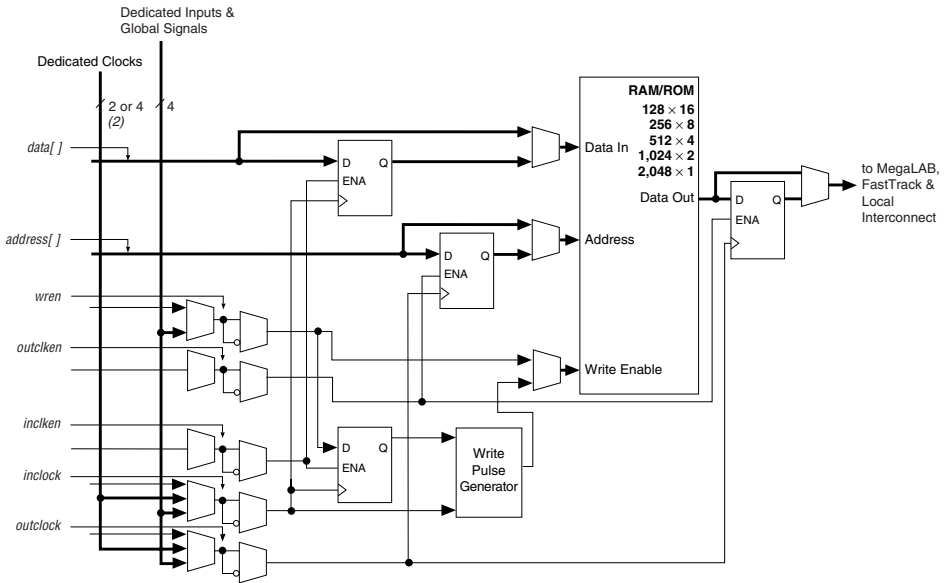 Dedicated Inputs &
Global Signals
Dedicated Clocks
2 or 4
(2)
4
data[ ]
address[ ]
wren
outclken
inclken
inclock
outclock
D Q
ENA
D Q
ENA
D Q
ENA
Write
Pulse
Generator
RAM/ROM
128 × 16
256 × 8
512 × 4
1,024 × 2
2,048 × 1
Data In
Data Out
Address
Write Enable
D Q
ENA
to MegaLAB,
FastTrack &
Local
Interconnect